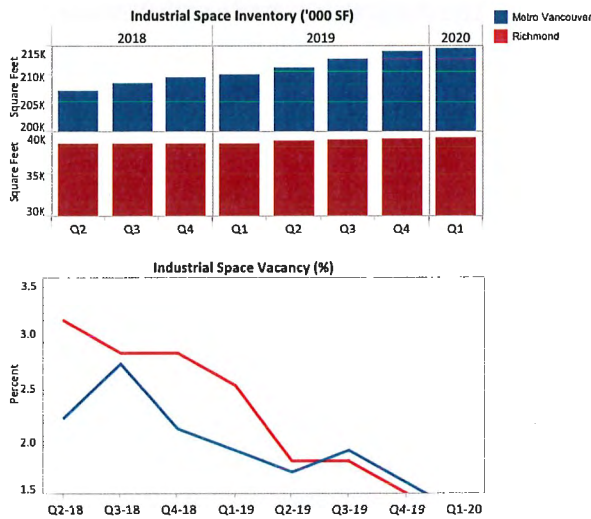 Industrial Space Inventory ('000 SF)
Metro Vancouver
Richmond
2018 2019 2020
Square Feet
215K
210K
205K
200K
Square Feet
40K
35K
30K
Q2 Q3 Q4 Q1 Q2 Q3 Q4 Q1
Industrial Space Vacancy (%)
Percent
3.5
3.0
2.5
2.0
1.5
Q2-18 Q3-18 Q4-18 Q1-19 Q2-19 Q3-19 Q4-19 Q1-20